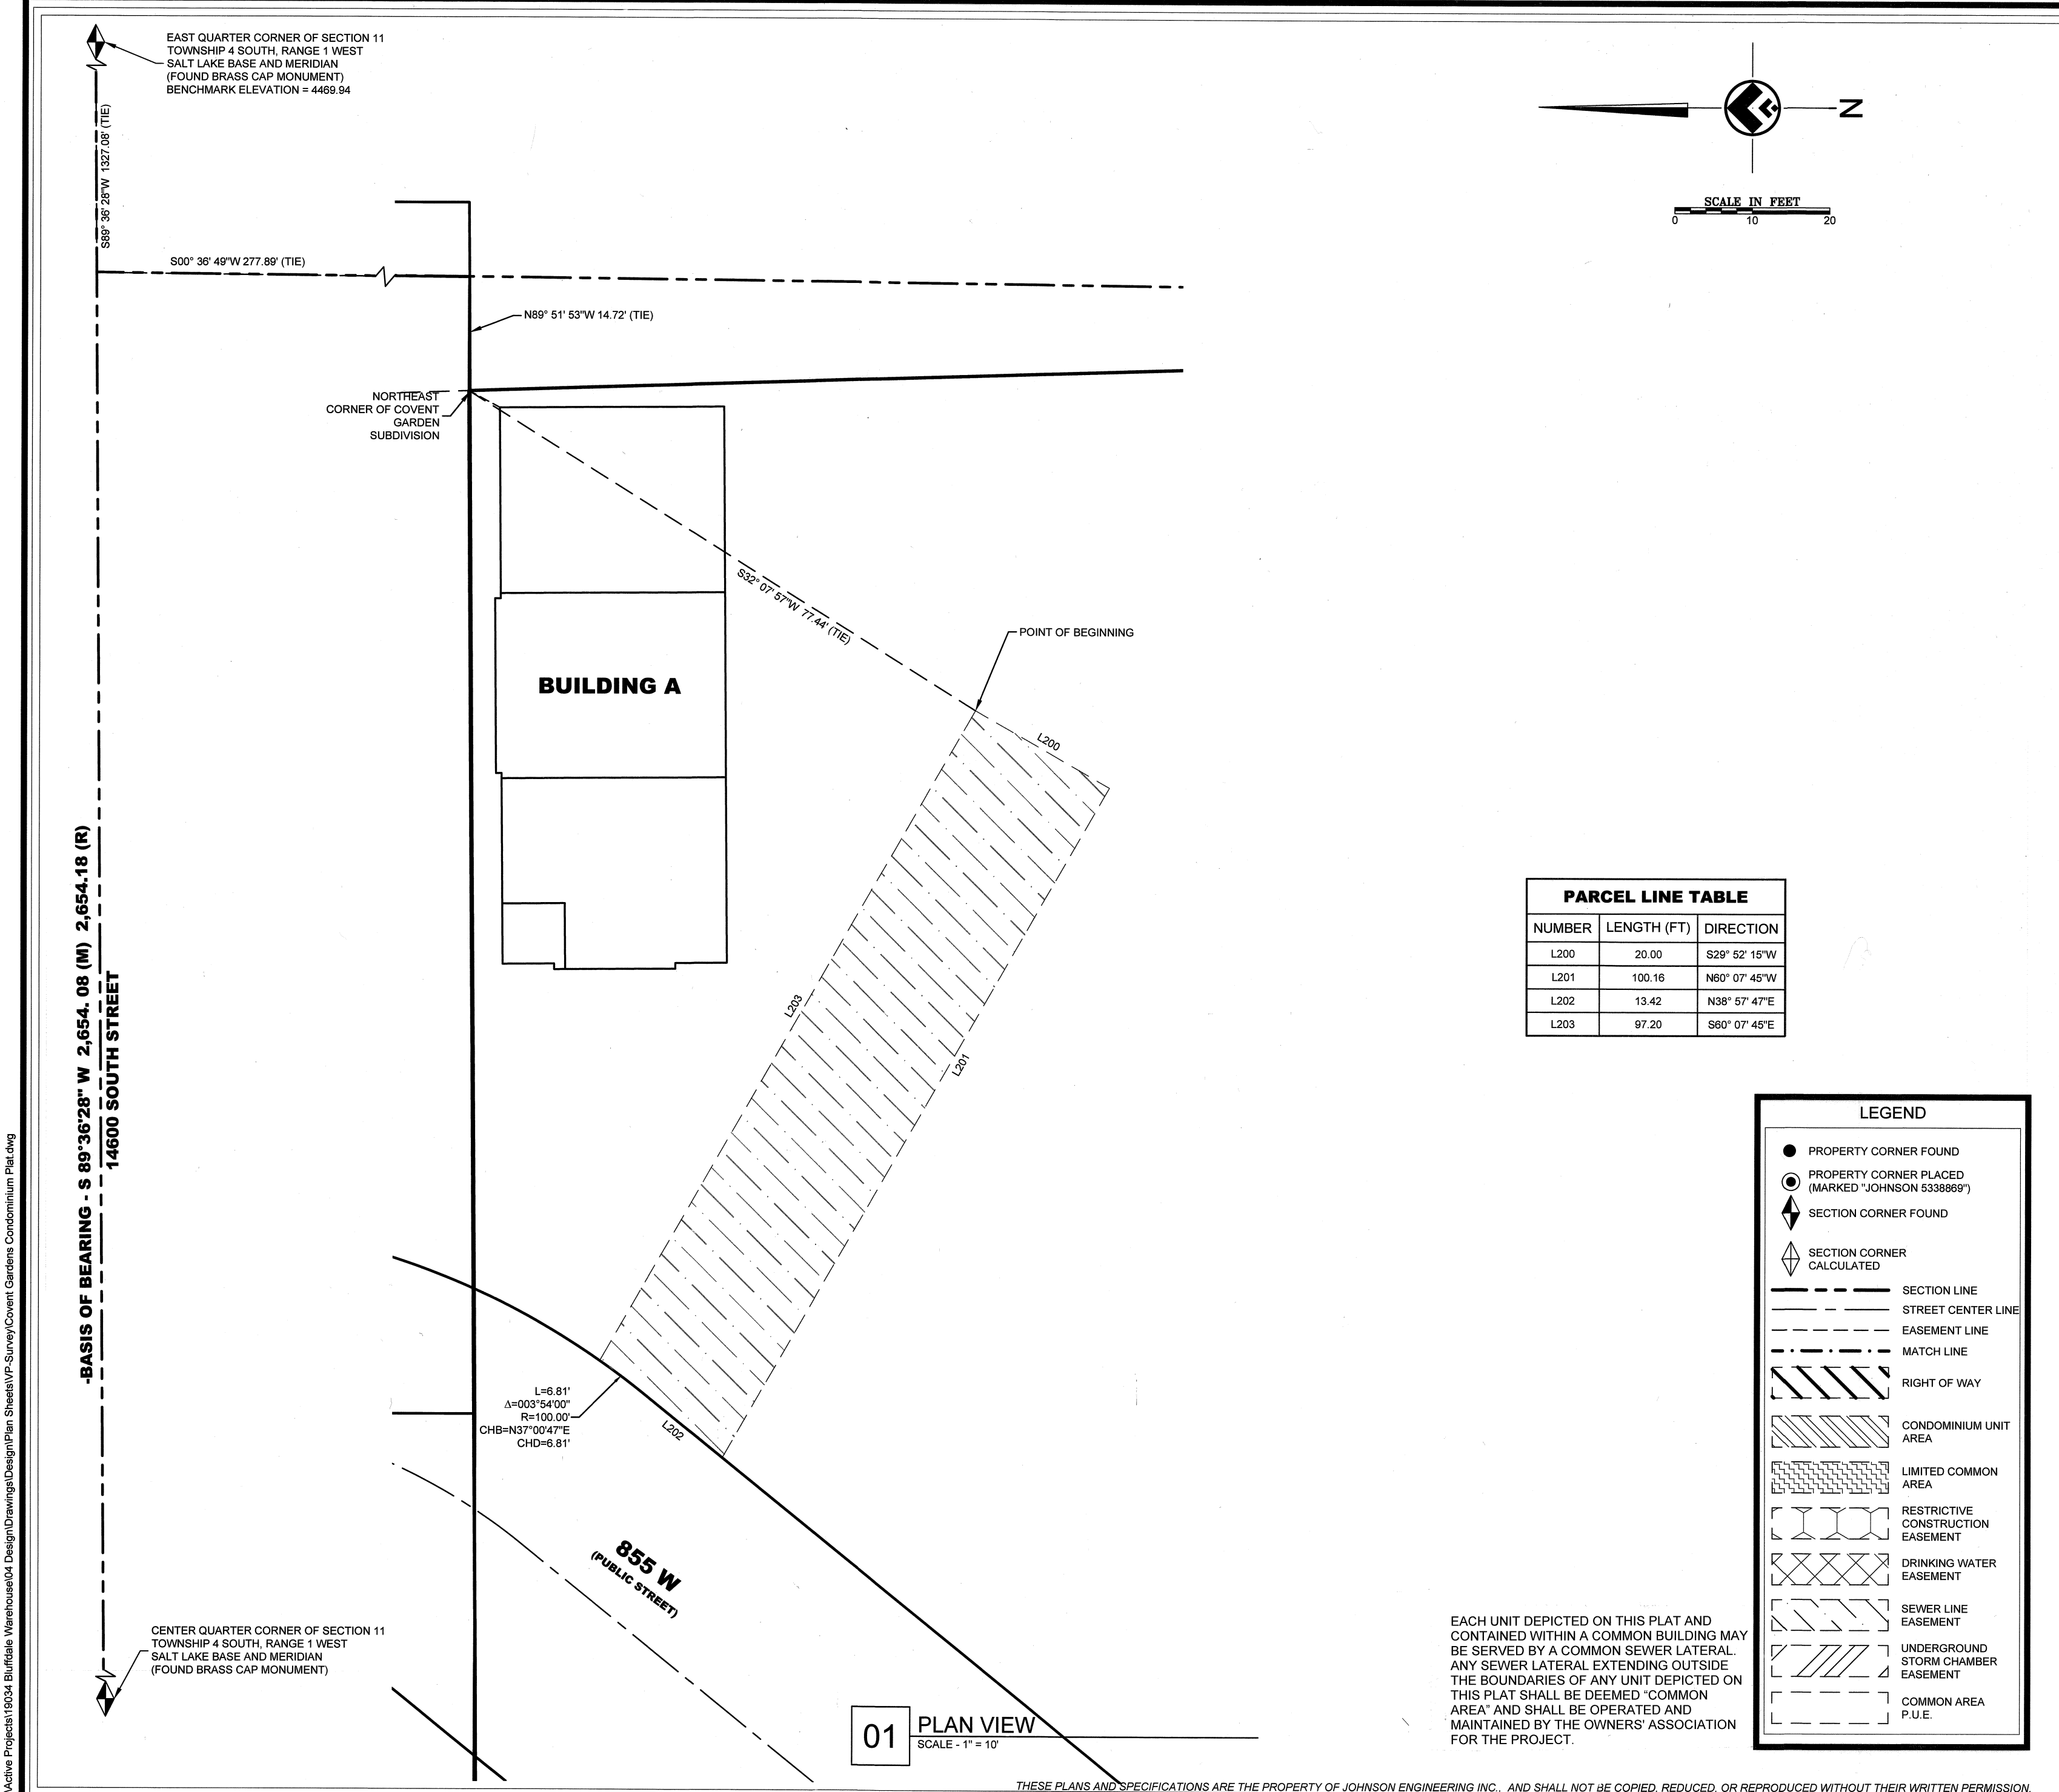 EAST QUARTER CORNER OF SECTION 11
TOWNSHIP 4 SOUTH, RANGE 1 WEST
SALT LAKE BASE AND MERIDIAN
(FOUND BRASS CAP MONUMENT)
BENCHMARK ELEVATION = 4469.94
S89° 36' 28"W 1327.08' (TIE)
N
SCALE IN FEET
0 10 20
S00° 36' 49"W 277.89' (TIE)
N89° 51' 53"W 14.72' (TIE)
NORTHEAST
CORNER OF COVENT
GARDEN
SUBDIVISION
S32° 07' 57"W 77.44' (TIE)
POINT OF BEGINNING
BUILDING A
L200
L203
L201
-BASIS OF BEARING - S 89°36'28" W 2,654. 08 (M) 2,654.18 (R)
14600 SOUTH STREET
PARCEL LINE TABLE
NUMBER LENGTH (FT) DIRECTION
L200 20.00 S29° 52' 15"W
L201 100.16 N60° 07' 45"W
L202 13.42 N38° 57' 47"E
L203 97.20 S60° 07' 45"E
L=6.81'
Δ=003°54'00"
R=100.00'
CHB=N37°00'47"E
CHD=6.81'
L202
855 W
(PUBLIC STREET)
CENTER QUARTER CORNER OF SECTION 11
TOWNSHIP 4 SOUTH, RANGE 1 WEST
SALT LAKE BASE AND MERIDIAN
(FOUND BRASS CAP MONUMENT)
01
PLAN VIEW
SCALE - 1" = 10'
EACH UNIT DEPICTED ON THIS PLAT AND
CONTAINED WITHIN A COMMON BUILDING MAY
BE SERVED BY A COMMON SEWER LATERAL.
ANY SEWER LATERAL EXTENDING OUTSIDE
THE BOUNDARIES OF ANY UNIT DEPICTED ON
THIS PLAT SHALL BE DEEMED “COMMON
AREA” AND SHALL BE OPERATED AND
MAINTAINED BY THE OWNERS' ASSOCIATION
FOR THE PROJECT.
LEGEND
PROPERTY CORNER FOUND
PROPERTY CORNER PLACED
(MARKED "JOHNSON 5338869")
SECTION CORNER FOUND
SECTION CORNER
CALCULATED
SECTION LINE
STREET CENTER LINE
EASEMENT LINE
MATCH LINE
RIGHT OF WAY
CONDOMINIUM UNIT
AREA
LIMITED COMMON
AREA
RESTRICTIVE
CONSTRUCTION
EASEMENT
DRINKING WATER
EASEMENT
SEWER LINE
EASEMENT
UNDERGROUND
STORM CHAMBER
EASEMENT
COMMON AREA
P.U.E.
THESE PLANS AND SPECIFICATIONS ARE THE PROPERTY OF JOHNSON ENGINEERING INC., AND SHALL NOT BE COPIED, REDUCED, OR REPRODUCED WITHOUT THEIR WRITTEN PERMISSION.
\Active Projects\19034 Bluffdale Warehouse\04 Design\Drawings\Design\Plan Sheets\VP-Survey\Covent Gardens Condominium Plat.dwg